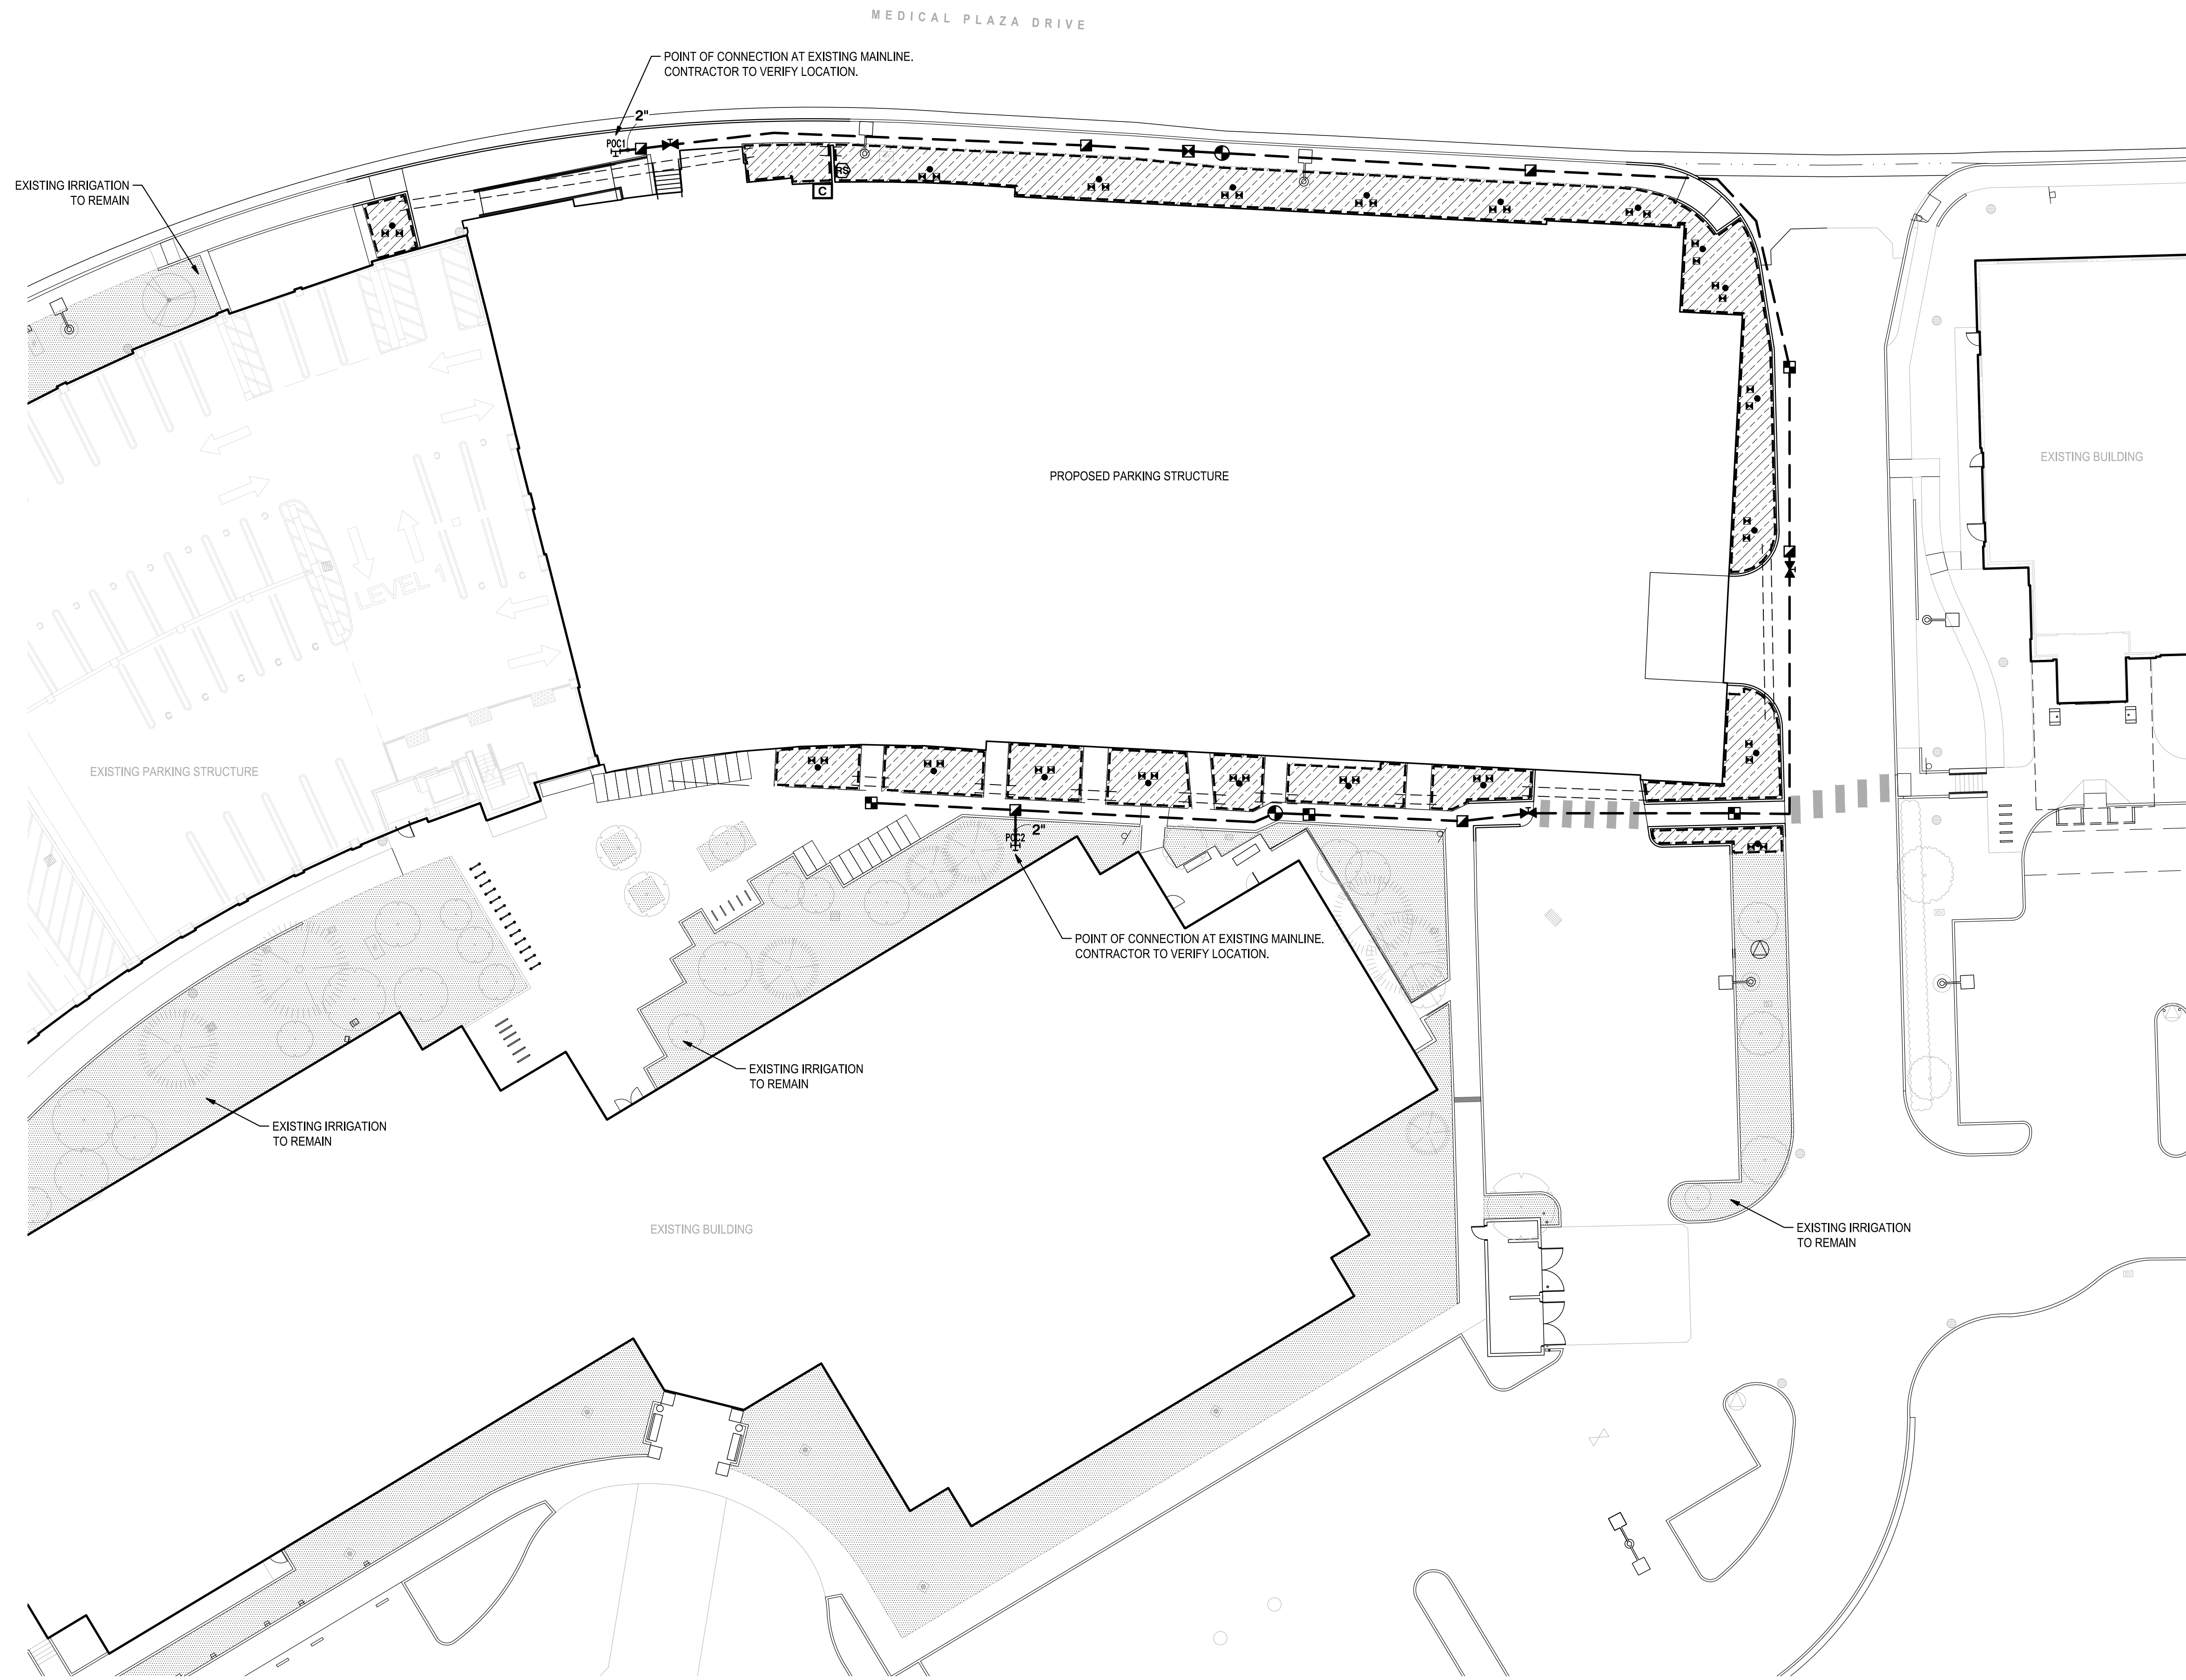 MEDICAL PLAZA DRIVE
POINT OF CONNECTION AT EXISTING MAINLINE.
CONTRACTOR TO VERIFY LOCATION.
2"
POC1
EXISTING IRRIGATION
TO REMAIN
RS
C
PROPOSED PARKING STRUCTURE
EXISTING BUILDING
LEVEL 1
EXISTING PARKING STRUCTURE
2"
POC2
POINT OF CONNECTION AT EXISTING MAINLINE.
CONTRACTOR TO VERIFY LOCATION.
EXISTING IRRIGATION
TO REMAIN
EXISTING IRRIGATION
TO REMAIN
EXISTING BUILDING
EXISTING IRRIGATION
TO REMAIN